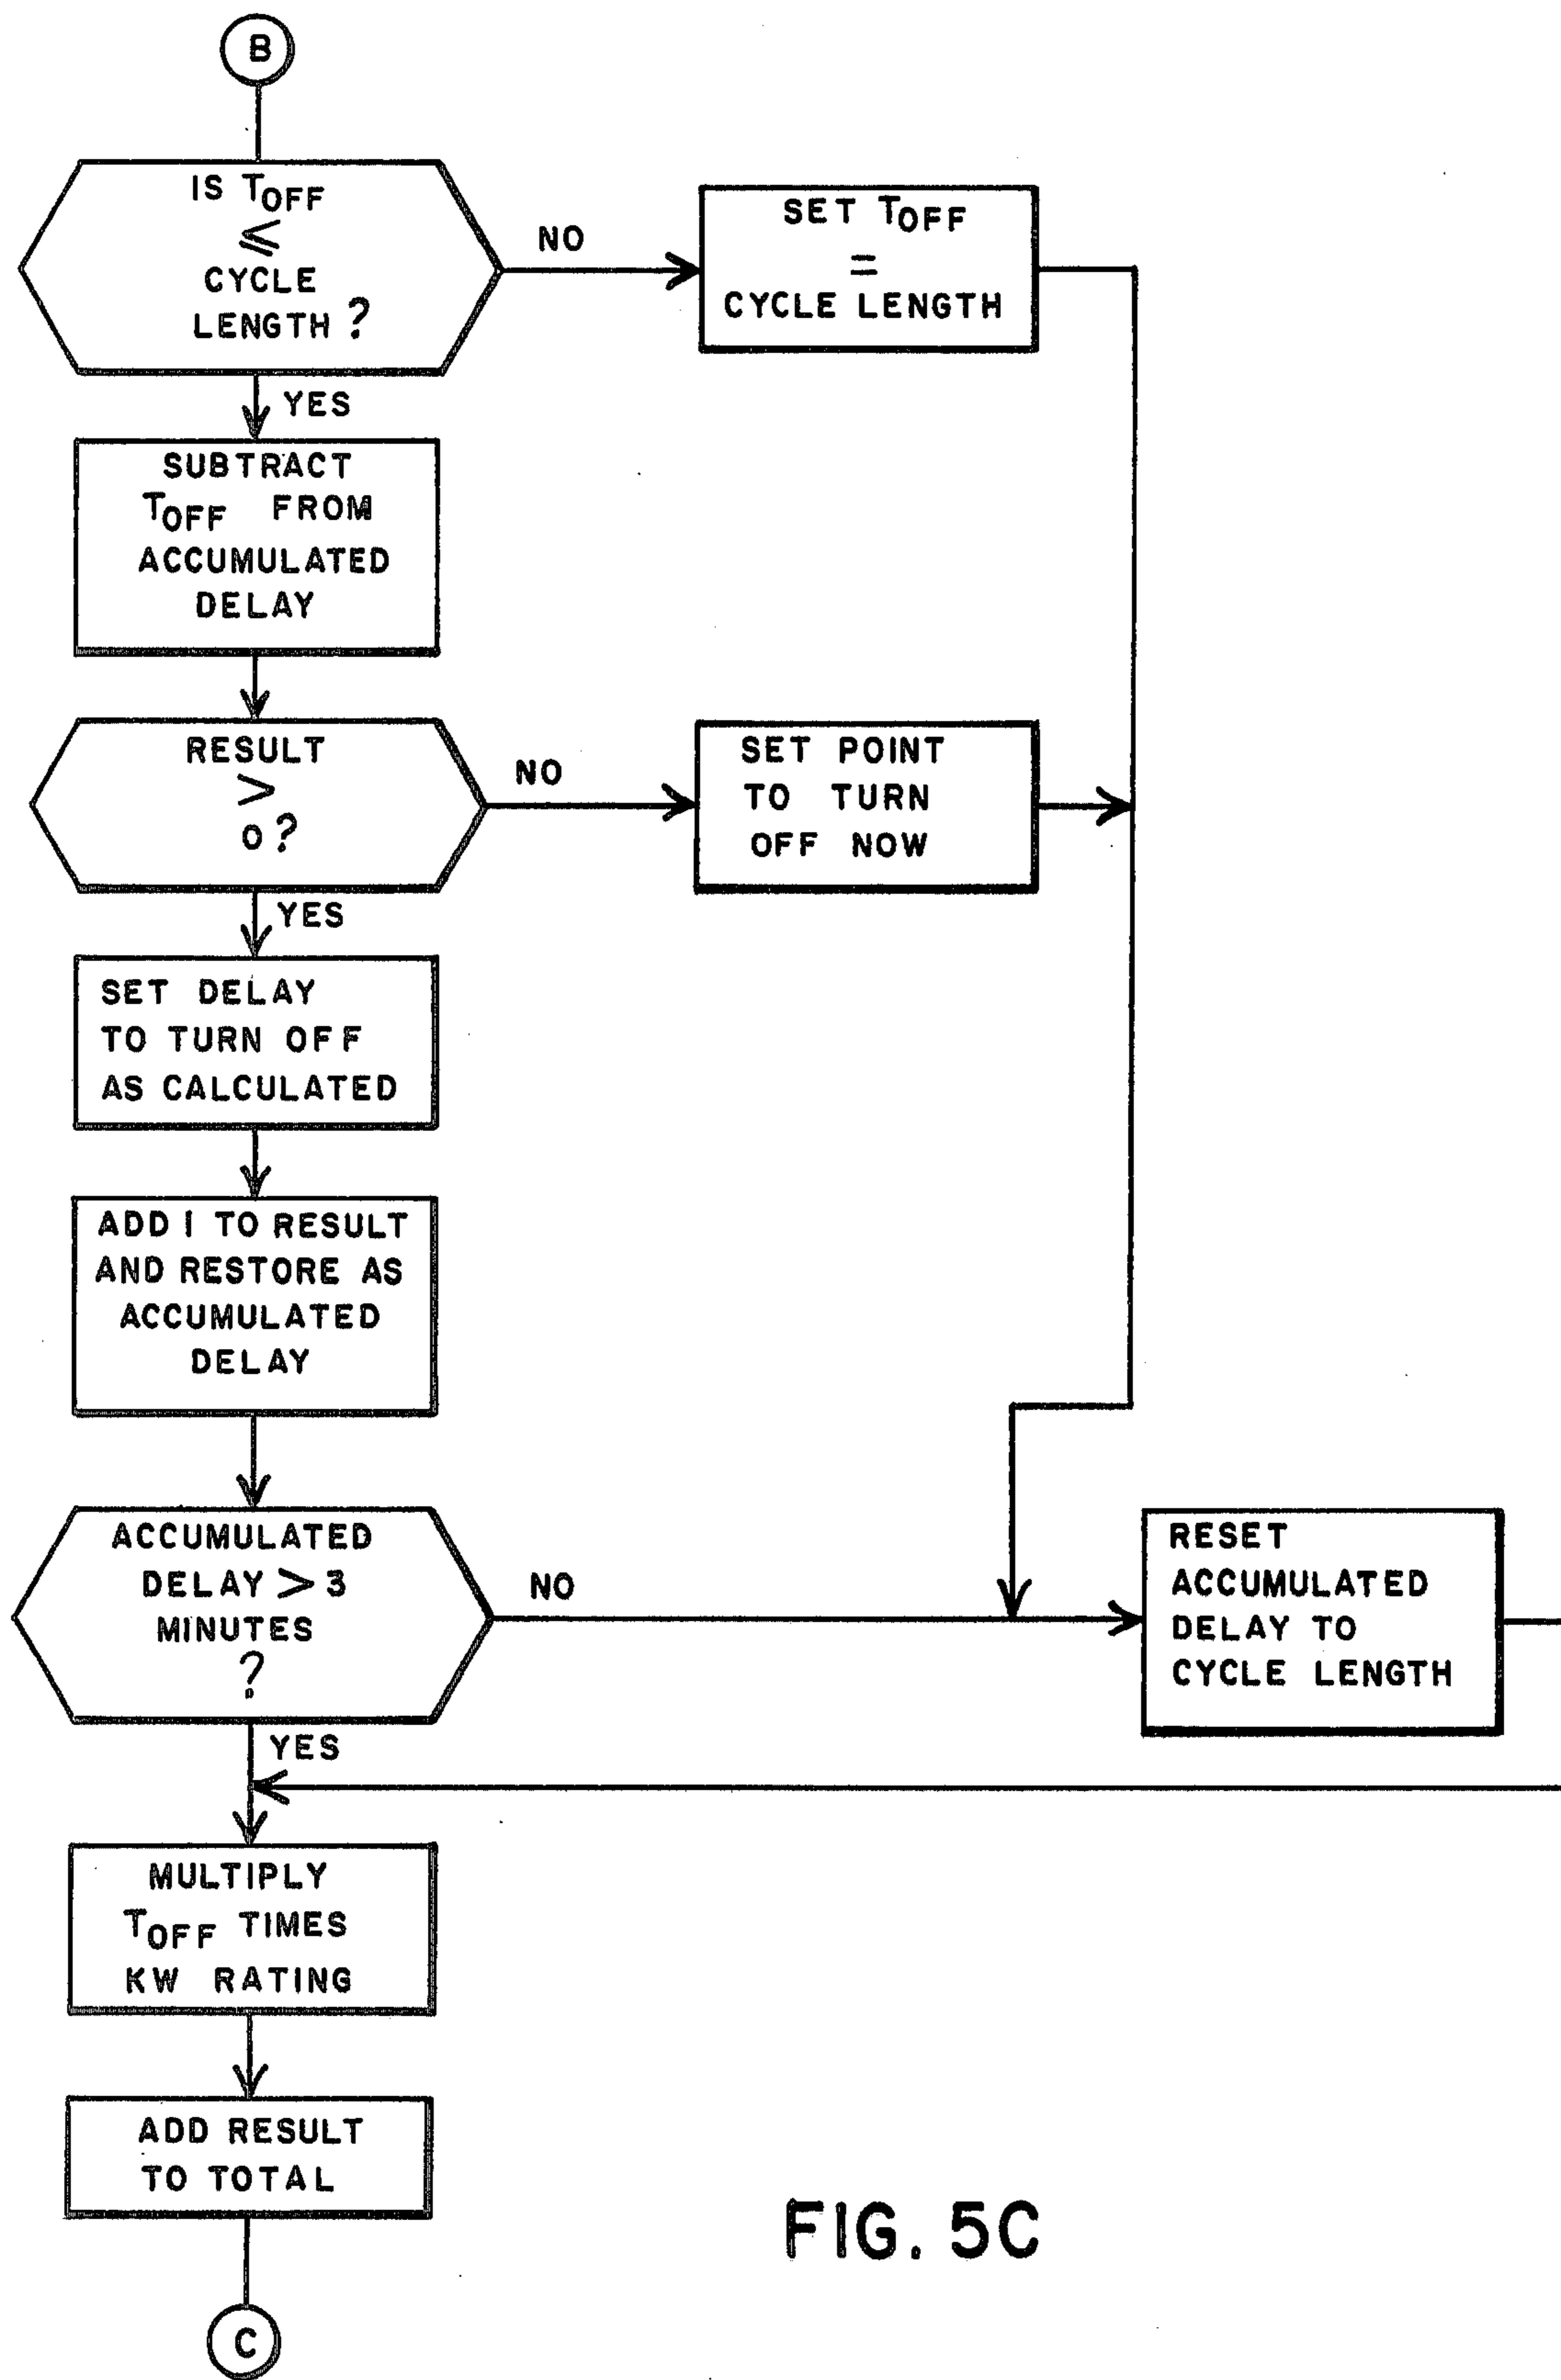 B
IS TOFF
≤
CYCLE
LENGTH ?
NO
SET TOFF
=
CYCLE LENGTH
YES
SUBTRACT
TOFF FROM
ACCUMULATED
DELAY
RESULT
>
0 ?
NO
SET POINT
TO TURN
OFF NOW
YES
SET DELAY
TO TURN OFF
AS CALCULATED
ADD 1 TO RESULT
AND RESTORE AS
ACCUMULATED
DELAY
ACCUMULATED
DELAY > 3
MINUTES
?
NO
RESET
ACCUMULATED
DELAY TO
CYCLE LENGTH
YES
MULTIPLY
TOFF TIMES
KW RATING
ADD RESULT
TO TOTAL
C
FIG. 5C